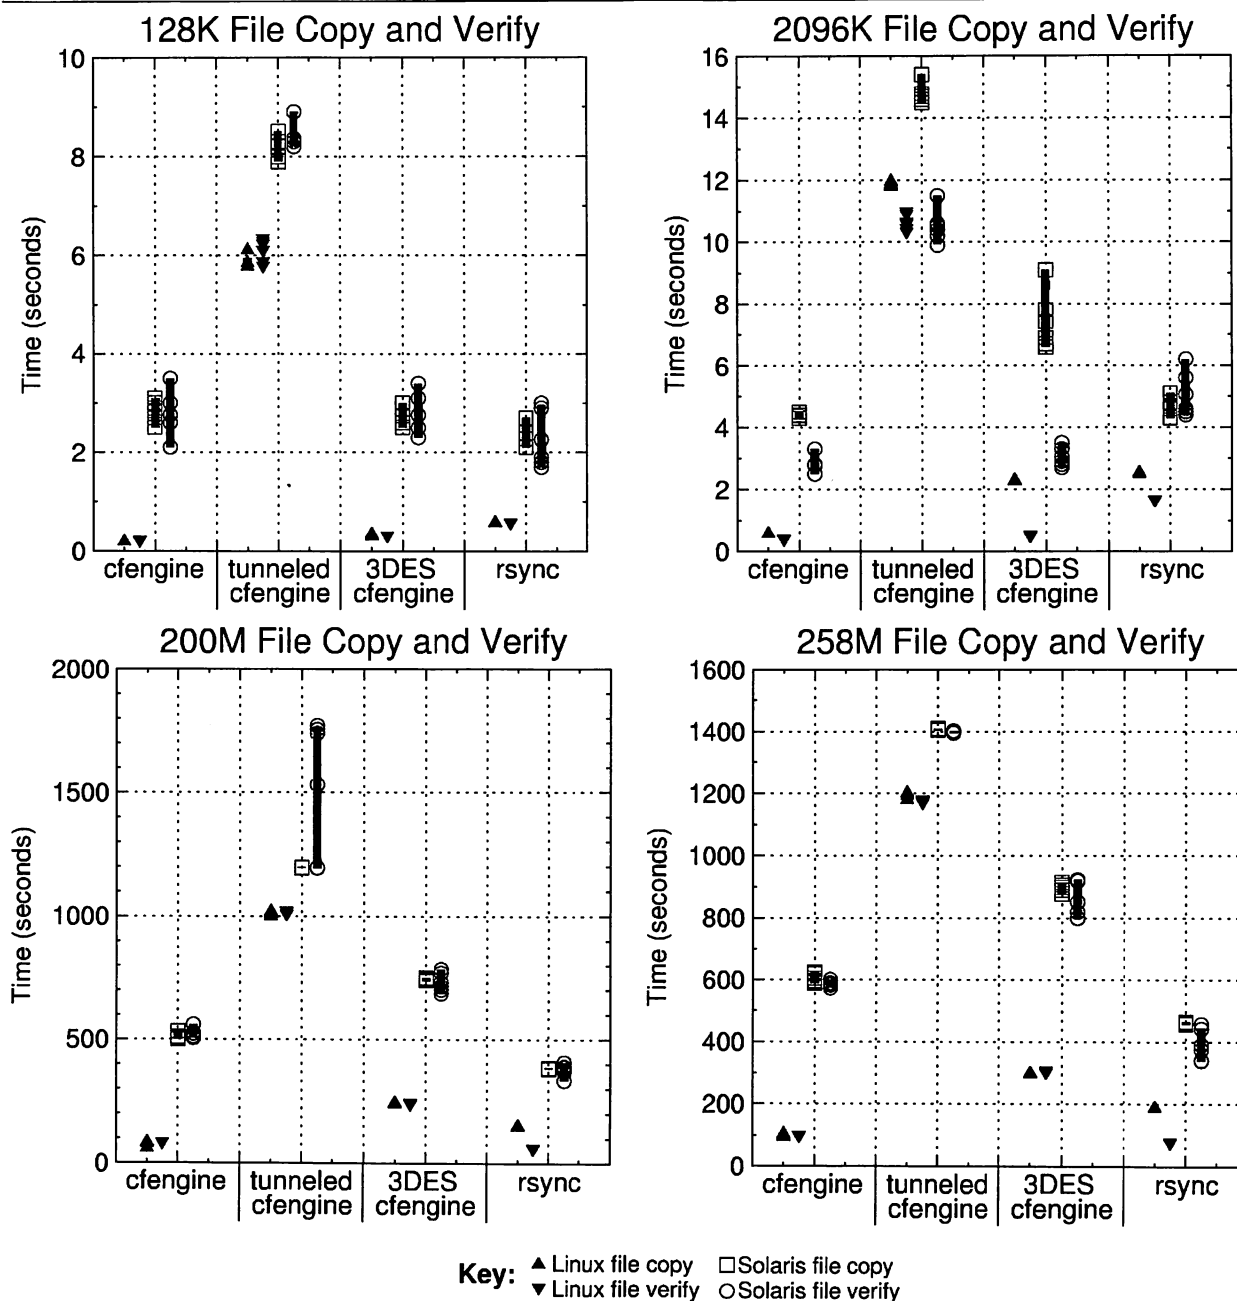 128K File Copy and Verify
10
8
6
4
2
0
Time (seconds)
cfengine
tunneled
cfengine
3DES
cfengine
rsync
2096K File Copy and Verify
16
14
12
10
8
6
4
2
0
Time (seconds)
cfengine
tunneled
cfengine
3DES
cfengine
rsync
200M File Copy and Verify
2000
1500
1000
500
0
Time (seconds)
cfengine
tunneled
cfengine
3DES
cfengine
rsync
258M File Copy and Verify
1600
1400
1200
1000
800
600
400
200
0
Time (seconds)
cfengine
tunneled
cfengine
3DES
cfengine
rsync
Key: ▲ Linux file copy □ Solaris file copy
▼ Linux file verify ○ Solaris file verify